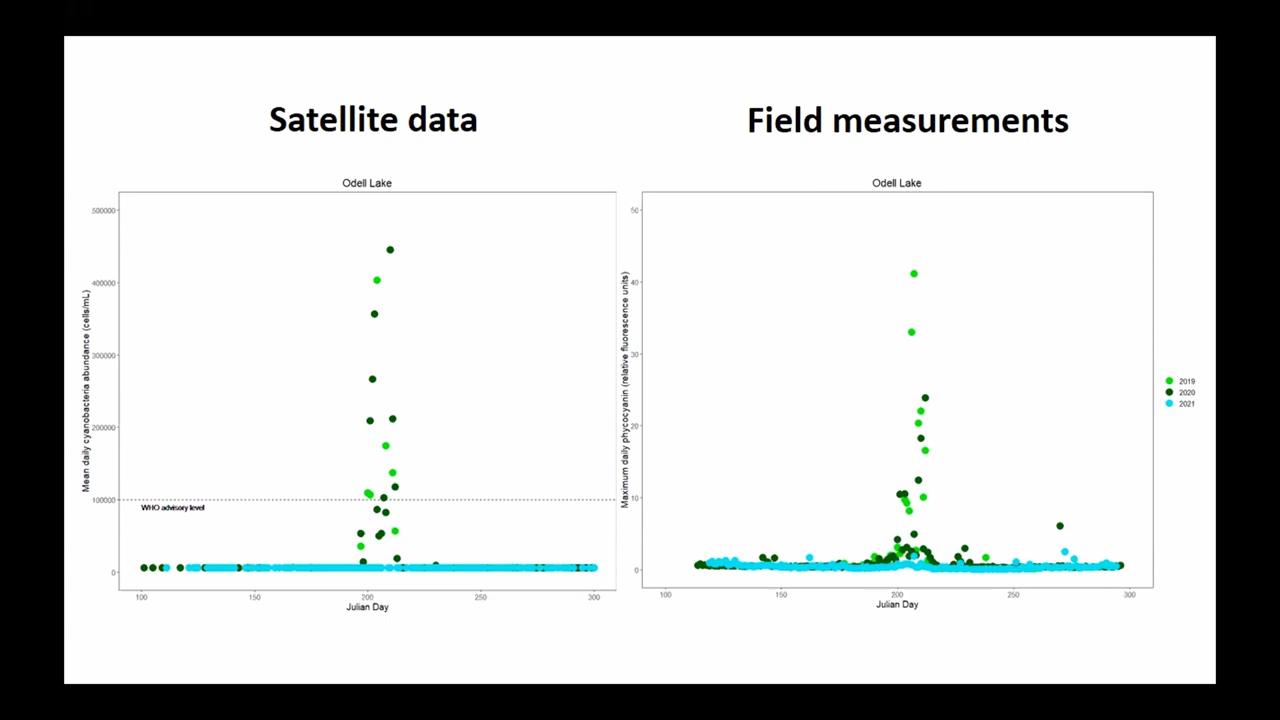 Satellite data
Field measurements
Odell Lake
500000
400000
300000
200000
100000
0
Mean daily cyanobacteria abundance (cells/mL)
WHO advisory level
100
150
200
250
300
Julian Day
Odell Lake
50
40
30
20
10
0
Maximum daily phycocyanin (relative fluorescence units)
100
150
200
250
300
Julian Day
2019
2020
2021